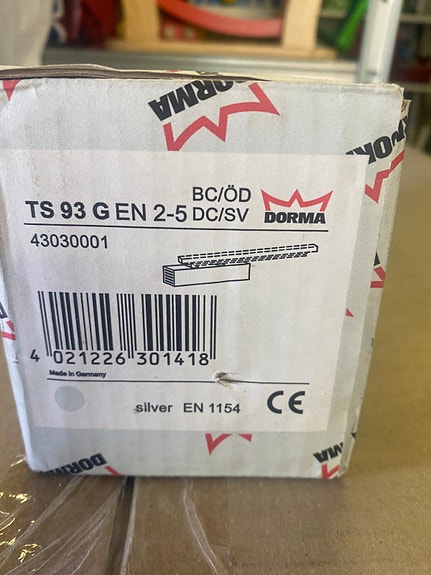 DORMA
BC/ÖD
TS 93 G EN 2-5 DC/SV
DORMA
43030001
4 021226 301418
Made in Germany
silver EN 1154 CE
DORMA